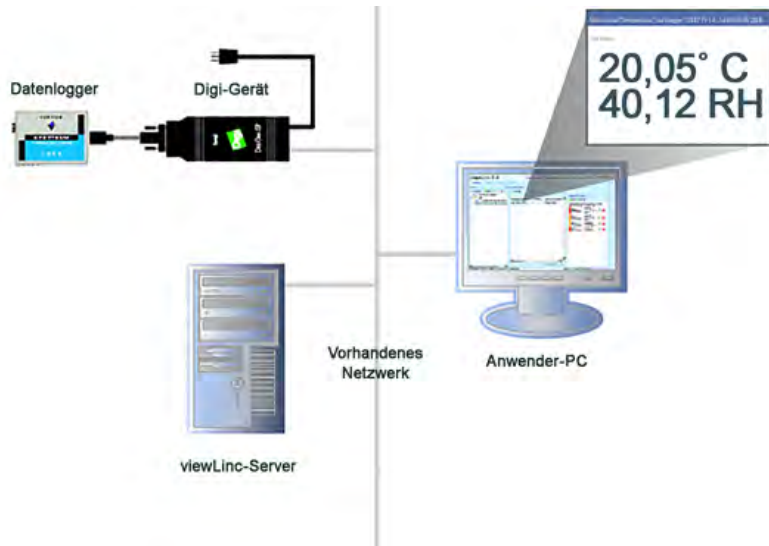 Datenlogger
Digi-Gerät
20,05° C
40,12 RH
Vorhandenes
Netzwerk
Anwender-PC
viewLinc-Server